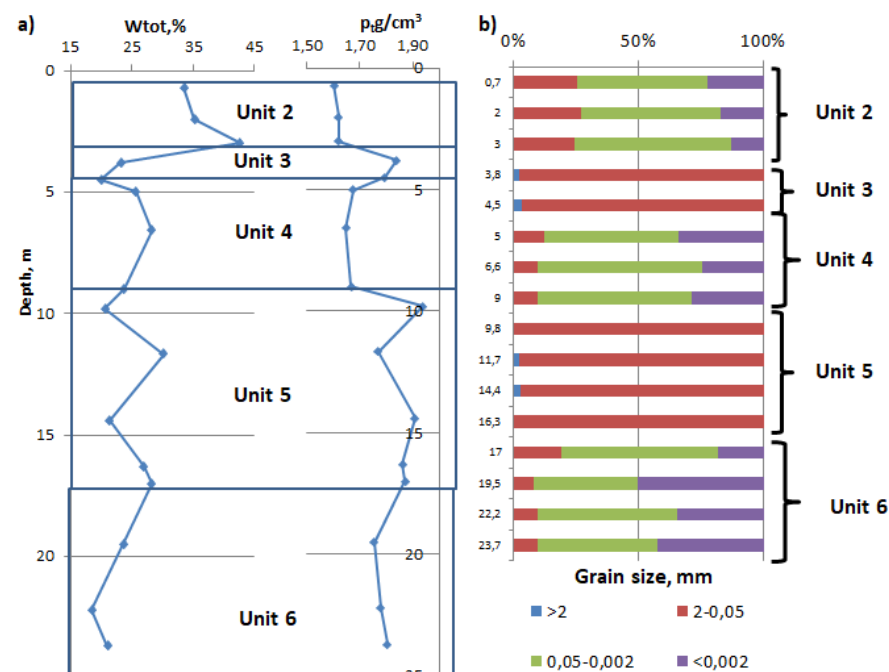 a)
Wtot,%
15 25 35 45
ptg/cm³
1,50 1,70 1,90
0 0
Unit 2
Unit 3
5 5
Unit 4
Depth, m
10 10
Unit 5
15 15
20 20
Unit 6
b)
0% 50% 100%
0,7
2
3
3,8
4,5
5
6,6
9
9,8
11,7
14,4
16,3
17
19,5
22,2
23,7
Unit 2
Unit 3
Unit 4
Unit 5
Unit 6
Grain size, mm
>2 2-0,05
0,05-0,002 <0,002